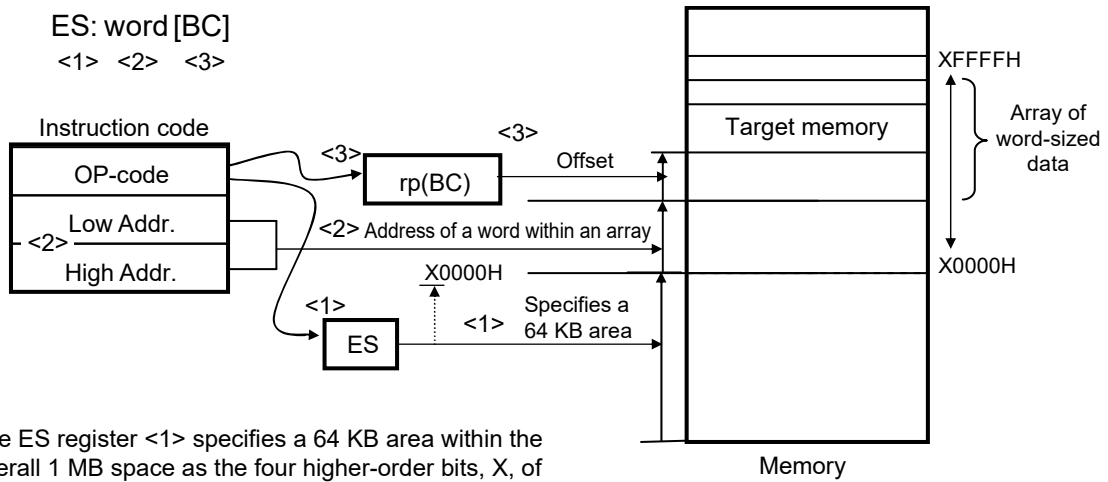 ES: word [BC]
<1> <2> <3>
Instruction code
OP-code
Low Addr.
<2>
High Addr.
<3>
rp(BC)
<3>
Offset
<2> Address of a word within an array
X0000H
<1>
ES
<1>
Specifies a
64 KB area
Target memory
XFFFFH
Array of
word-sized
data
X0000H
Memory
ES register <1> specifies a 64 KB area within the
1 MB space as the four higher-order bits, X, of